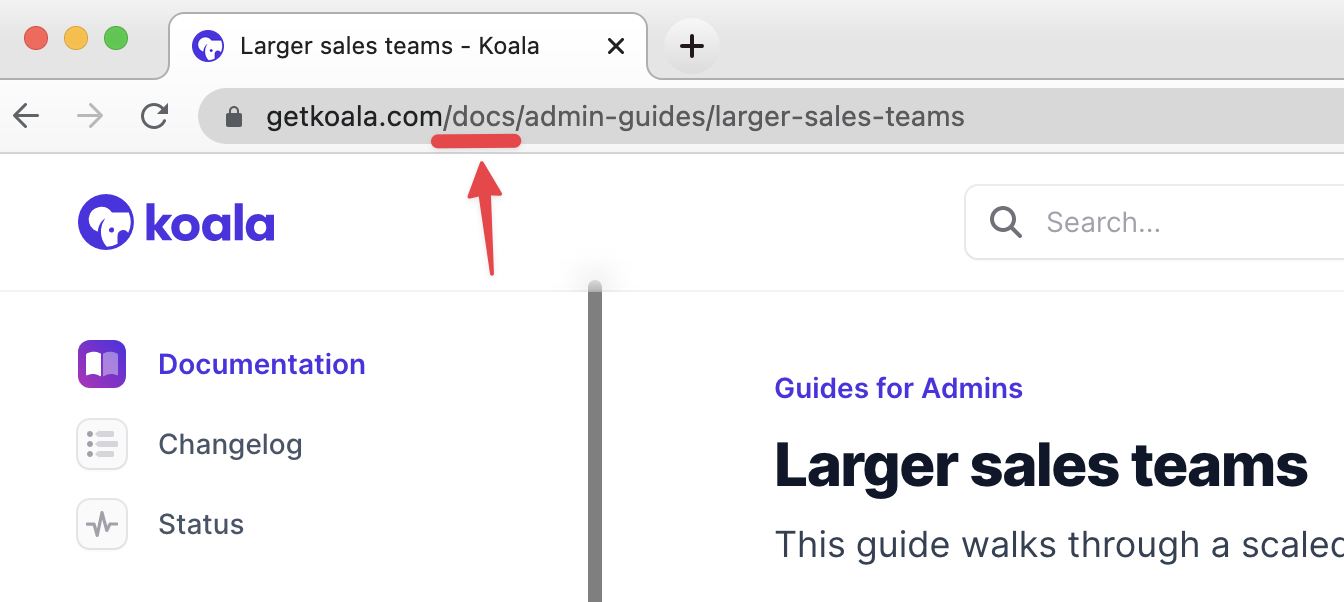 Larger sales teams - Koala
getkoala.com/docs/admin-guides/larger-sales-teams
koala
Search...
Documentation
Changelog
Status
Guides for Admins
Larger sales teams
This guide walks through a scaled